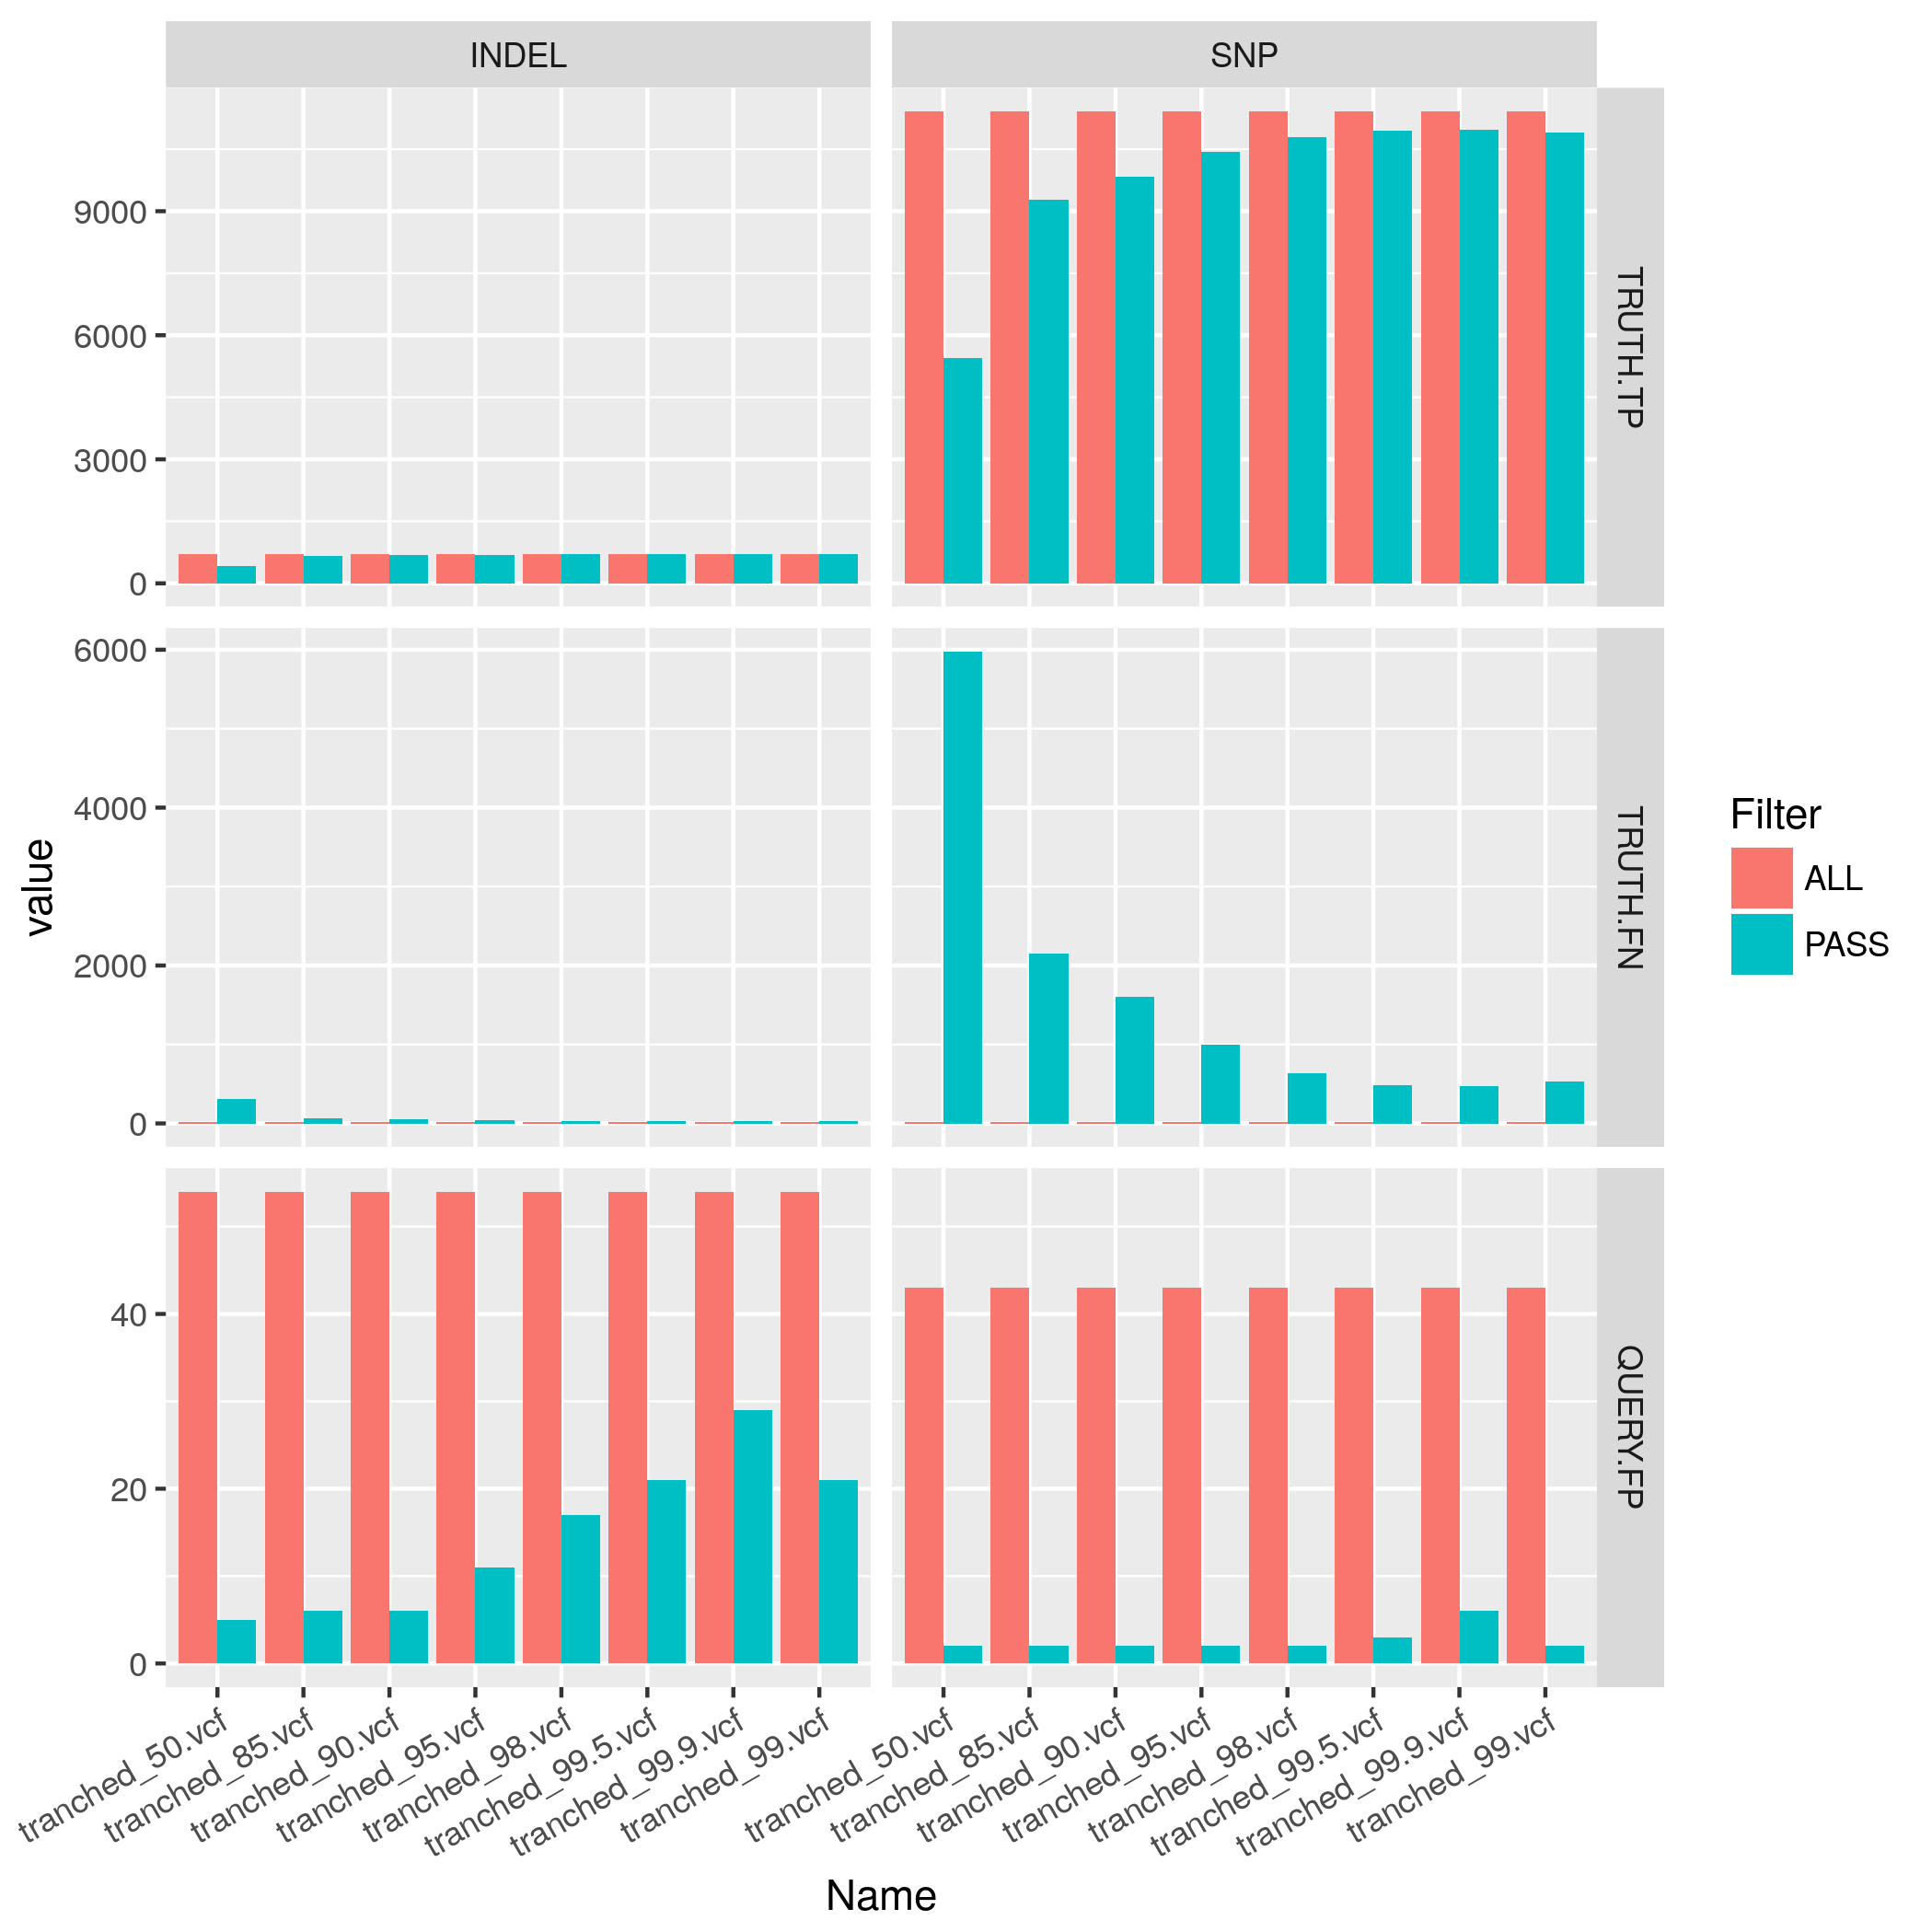 INDEL
SNP
9000
6000
3000
0
TRUTH.TP
6000
4000
2000
0
TRUTH.FN
40
20
0
QUERY.FP
value
tranched_50.vcf
tranched_85.vcf
tranched_90.vcf
tranched_95.vcf
tranched_98.vcf
tranched_99.5.vcf
tranched_99.9.vcf
tranched_99.vcf
tranched_50.vcf
tranched_85.vcf
tranched_90.vcf
tranched_95.vcf
tranched_98.vcf
tranched_99.5.vcf
tranched_99.9.vcf
tranched_99.vcf
Name
Filter
ALL
PASS